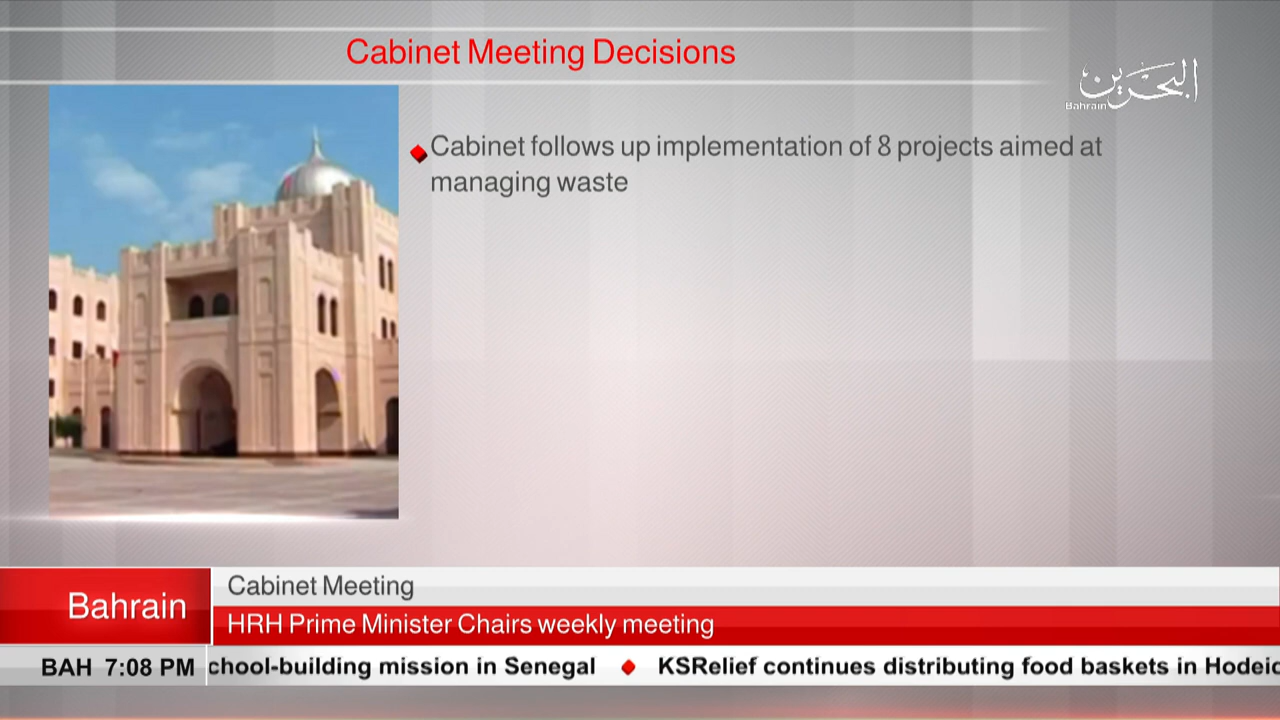 Cabinet Meeting Decisions
البحرين
Bahrain
Cabinet follows up implementation of 8 projects aimed at
managing waste
Bahrain
Cabinet Meeting
HRH Prime Minister Chairs weekly meeting
BAH 7:08 PM
chool-building mission in Senegal
KSRelief continues distributing food baskets in Hodeid